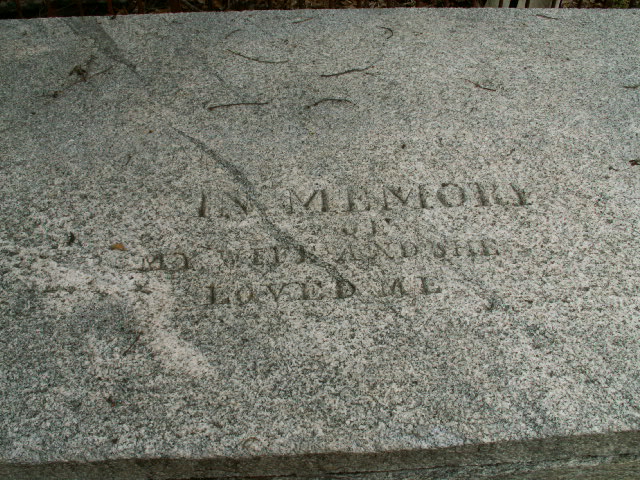 IN MEMORY
OF
MY WIFE AND SHE
LOVED ME